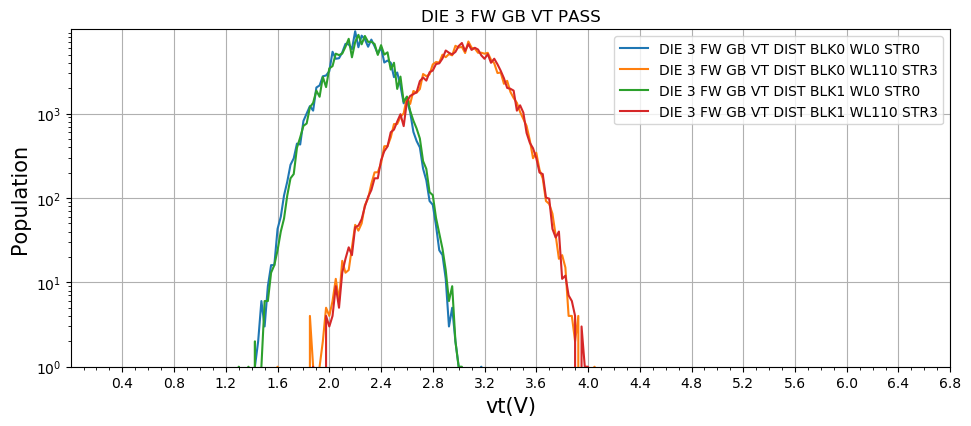 DIE 3 FW GB VT PASS
DIE 3 FW GB VT DIST BLK0 WL0 STR0
DIE 3 FW GB VT DIST BLK0 WL110 STR3
DIE 3 FW GB VT DIST BLK1 WL0 STR0
DIE 3 FW GB VT DIST BLK1 WL110 STR3
Population
10³
10²
10¹
10⁰
0.4 0.8 1.2 1.6 2.0 2.4 2.8 3.2 3.6 4.0 4.4 4.8 5.2 5.6 6.0 6.4 6.8
vt(V)